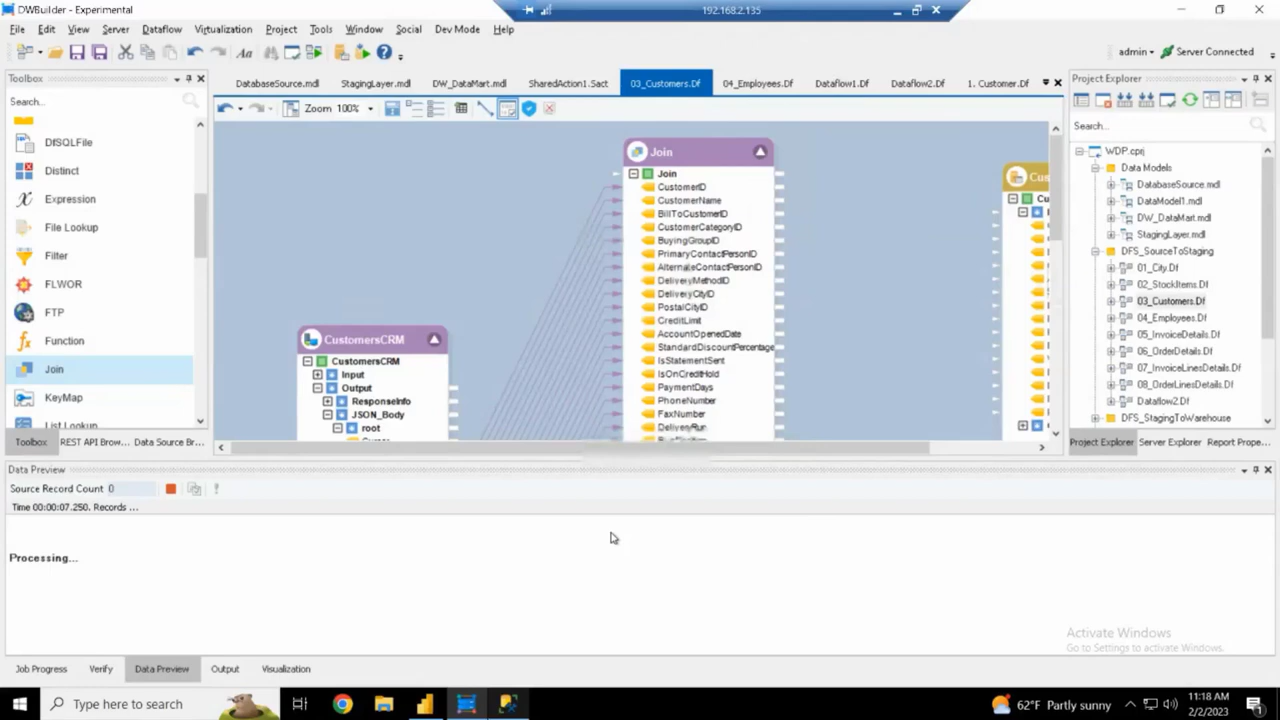 DWBuilder - Experimental
192.168.2.135
File Edit View Server Dataflow Virtualization Project Tools Window Social Dev Mode Help
admin Server Connected
Toolbox
Search...
DfSQLFile
Distinct
Expression
File Lookup
Filter
FLWOR
FTP
Function
Join
KeyMap
List Lookup
Toolbox REST API Brow... Data Source Br...
DatabaseSource.mdl StagingLayer.mdl DW_DataMart.mdl SharedAction1.Sact 03_Customers.Df 04_Employees.Df Dataflow1.Df Dataflow2.Df 1. Customer.Df
Zoom 100%
Join
Join
CustomerID
CustomerName
BillToCustomerID
CustomerCategoryID
BuyingGroupID
PrimaryContactPersonID
AlternateContactPersonID
DeliveryMethodID
DeliveryCityID
PostalCityID
CreditLimit
AccountOpenedDate
StandardDiscountPercentage
IsStatementSent
IsOnCreditHold
PaymentDays
PhoneNumber
FaxNumber
DeliveryRun
CustomersCRM
CustomersCRM
Input
Output
ResponseInfo
JSON_Body
root
Cus
Cu
Project Explorer
Search...
WDP.cprj
Data Models
DatabaseSource.mdl
DataModel1.mdl
DW_DataMart.mdl
StagingLayer.mdl
DFS_SourceToStaging
01_City.Df
02_StockItems.Df
03_Customers.Df
04_Employees.Df
05_InvoiceDetails.Df
06_OrderDetails.Df
07_InvoiceLinesDetails.Df
08_OrderLinesDetails.Df
Dataflow2.Df
DFS_StagingToWarehouse
Project Explorer Server Explorer Report Prope...
Data Preview
Source Record Count 0
Time 00:00:07.250. Records ...
Processing...
Activate Windows
Go to Settings to activate Windows.
Job Progress Verify Data Preview Output Visualization
Type here to search
62°F Partly sunny
11:18 AM
2/2/2023
1